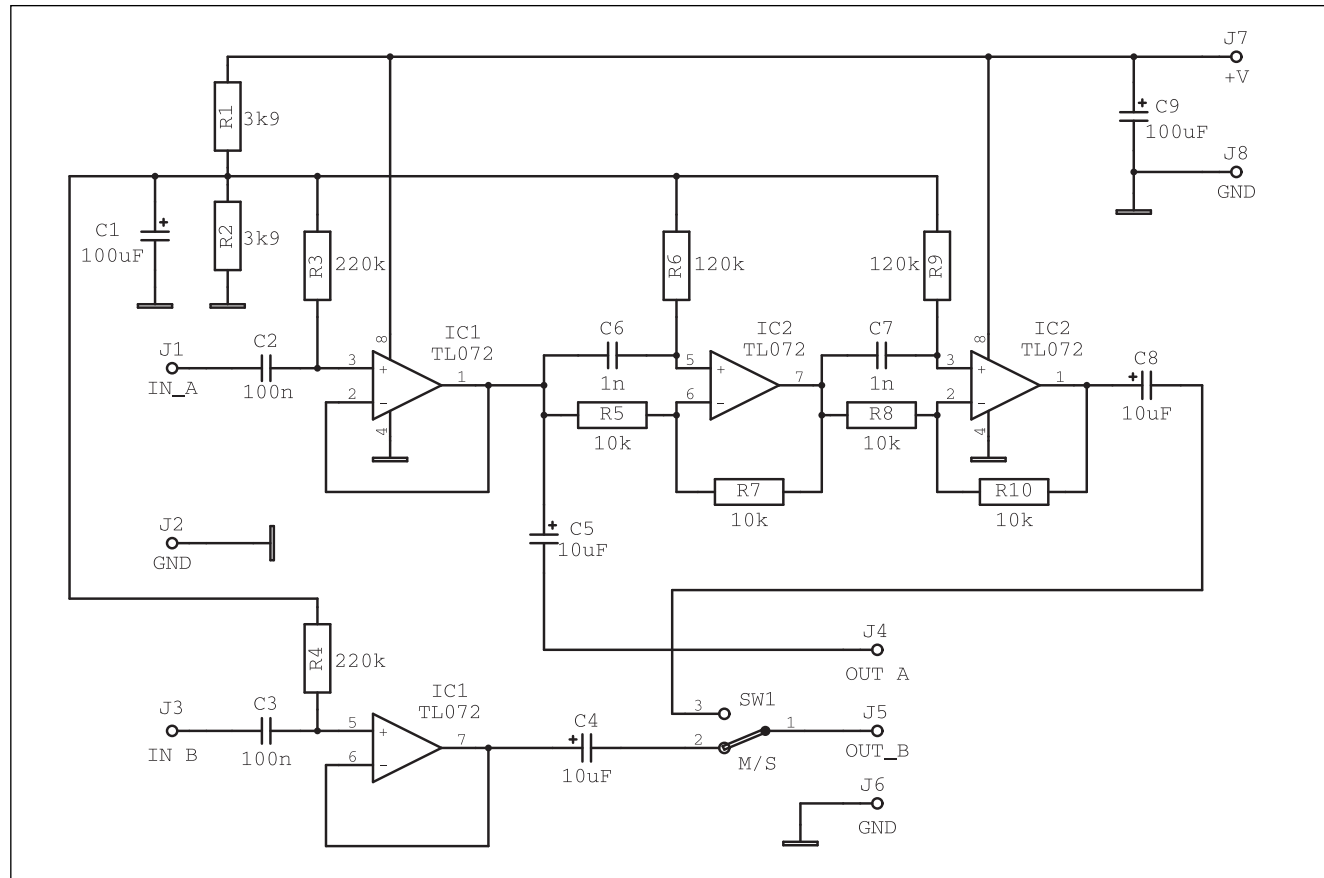 J7
+V
R1
3k9
C9
100uF
J8
GND
C1
100uF
R2
3k9
R3
220k
R6
120k
120k
R9
J1
IN_A
C2
100n
8
3
2
1
4
IC1
TL072
C6
1n
R5
10k
5
6
7
IC2
TL072
C7
1n
R8
10k
8
3
2
1
4
IC2
TL072
C8
10uF
R7
10k
R10
10k
J2
GND
C5
10uF
R4
220k
J4
OUT A
J3
IN B
C3
100n
5
6
7
IC1
TL072
C4
10uF
SW1
3
2
1
M/S
J5
OUT_B
J6
GND